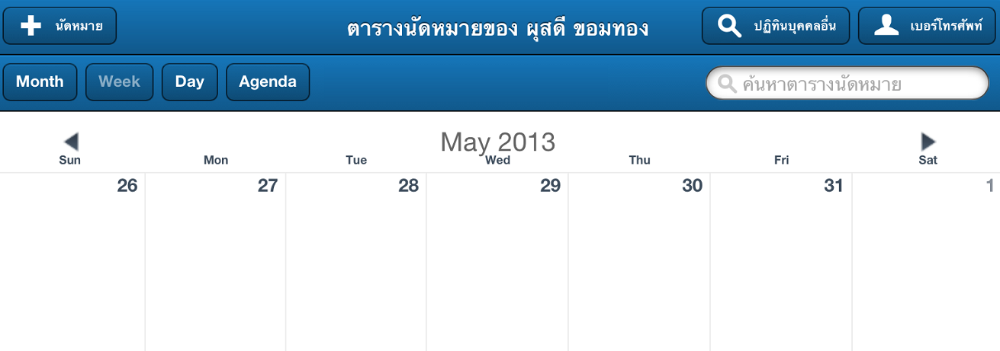 นัดหมาย
ตารางนัดหมายของ ผุสดี ขอมทอง
ปฏิทินบุคคลอื่น
เบอร์โทรศัพท์
Month Week Day Agenda
ค้นหาตารางนัดหมาย
May 2013
Sun Mon Tue Wed Thu Fri Sat
26 27 28 29 30 31 1